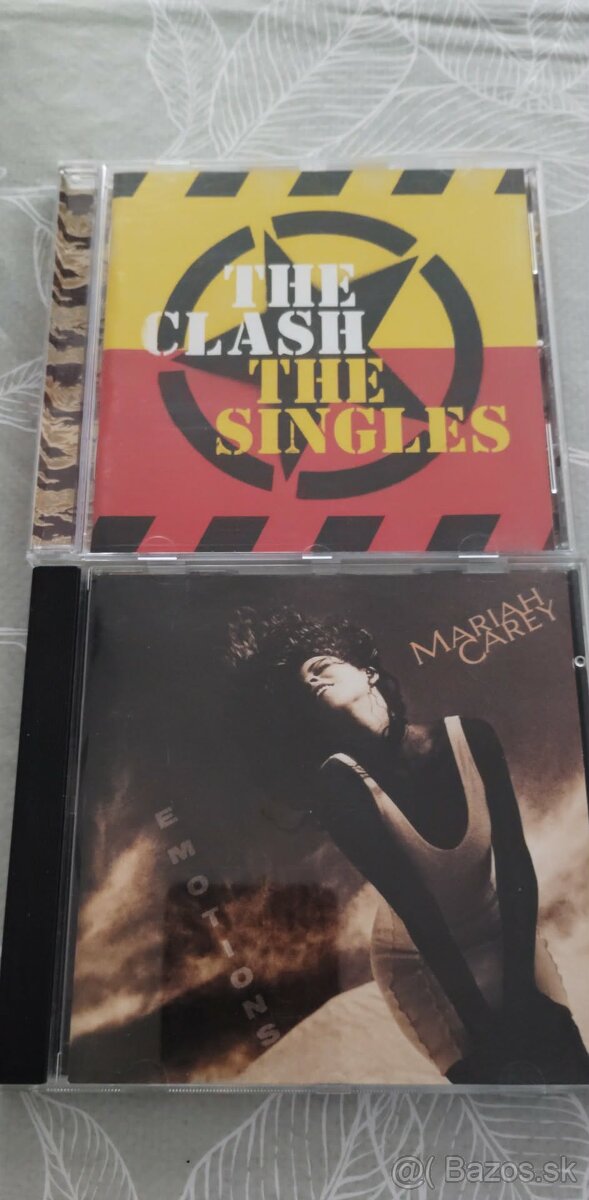 THE
CLASH
THE
SINGLES
MARIAH
CAREY
EMOTIONS
@( Bazos.sk